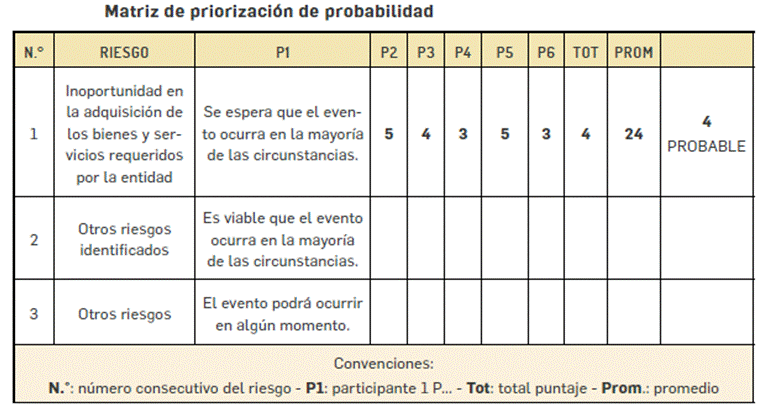 Matriz de priorización de probabilidad
N.° RIESGO P1 P2 P3 P4 P5 P6 TOT PROM
1 Inoportunidad en la adquisición de los bienes y ser- vicios requeridos por la entidad Se espera que el even- to ocurra en la mayoría de las circunstancias. 5 4 3 5 3 4 24 4 PROBABLE
2 Otros riesgos identificados Es viable que el evento ocurra en la mayoría de las circunstancias.
3 Otros riesgos El evento podrá ocurrir en algún momento.
Convenciones:
N.°: número consecutivo del riesgo - P1: participante 1 P... - Tot: total puntaje - Prom.: promedio